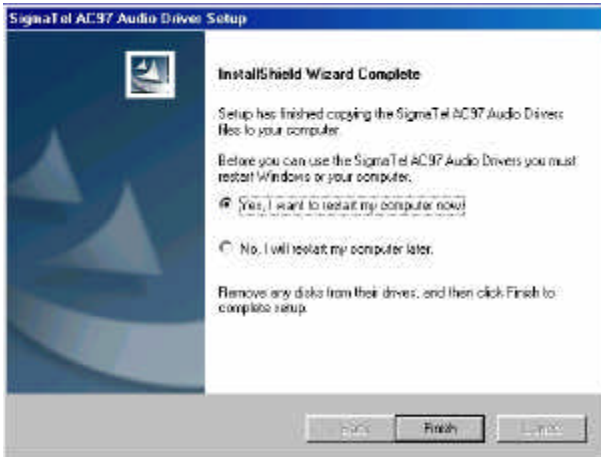 SigmaTel AC97 Audio Driver Setup
InstallShield Wizard Complete
Setup has finished copying the SigmaTel AC97 Audio Drivers
files to your computer.
Before you can use the SigmaTel AC97 Audio Drivers you must
restart Windows or your computer.
Yes, I want to restart my computer now.
No, I will restart my computer later.
Remove any disks from their drives, and then click Finish to
complete setup.
< Back
Finish
Cancel